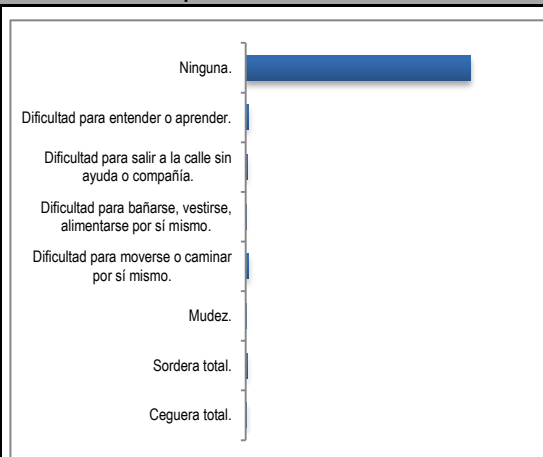 Ninguna.
Dificultad para entender o aprender.
Dificultad para salir a la calle sin
ayuda o compañía.
Dificultad para bañarse, vestirse,
alimentarse por sí mismo.
Dificultad para moverse o caminar
por sí mismo.
Mudez.
Sordera total.
Ceguera total.